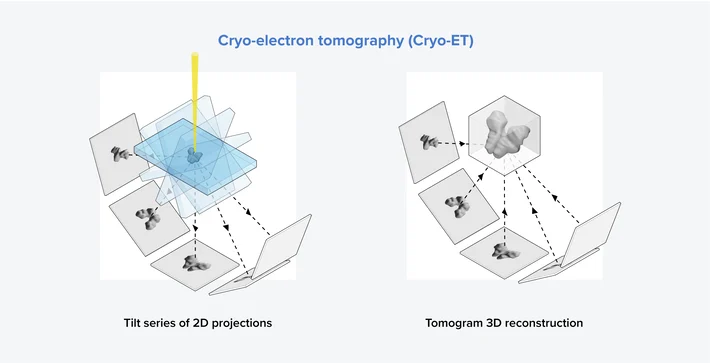 Cryo-electron tomography (Cryo-ET)
Tilt series of 2D projections
Tomogram 3D reconstruction